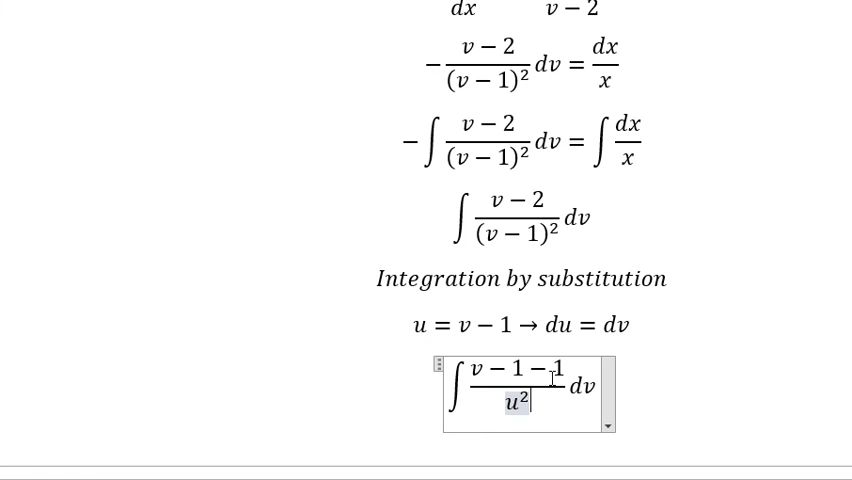 dx v − 2
− (v − 2)/(v − 1)² dv = dx/x
− ∫ (v − 2)/(v − 1)² dv = ∫ dx/x
∫ (v − 2)/(v − 1)² dv
Integration by substitution
u = v − 1 → du = dv
∫ (v − 1 − 1)/u² dv